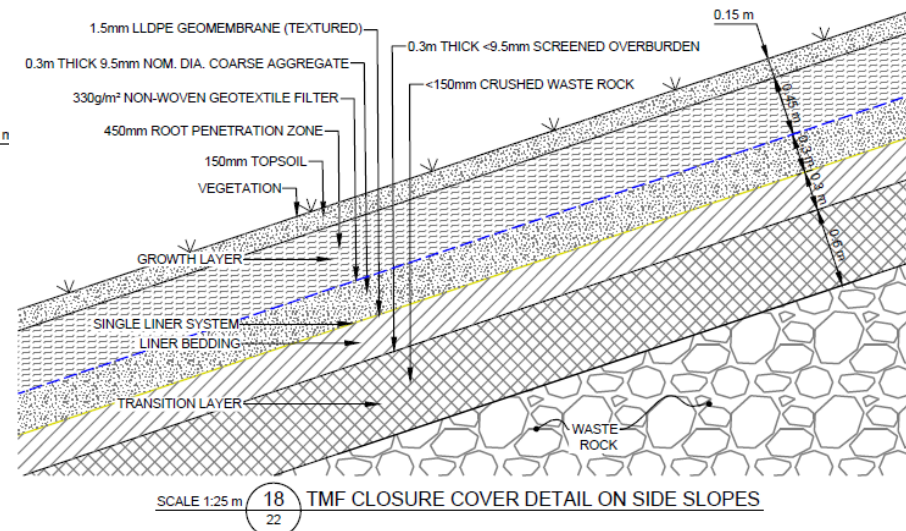 0.15 m
1.5mm LLDPE GEOMEMBRANE (TEXTURED)
0.3m THICK <9.5mm SCREENED OVERBURDEN
0.3m THICK 9.5mm NOM. DIA. COARSE AGGREGATE
<150mm CRUSHED WASTE ROCK
330g/m² NON-WOVEN GEOTEXTILE FILTER
0.45 m
n
450mm ROOT PENETRATION ZONE
0.3 m
150mm TOPSOIL
0.3 m
VEGETATION
0.6 m
GROWTH LAYER
SINGLE LINER SYSTEM
LINER BEDDING
TRANSITION LAYER
WASTE
ROCK
SCALE 1:25 m
18
22
TMF CLOSURE COVER DETAIL ON SIDE SLOPES